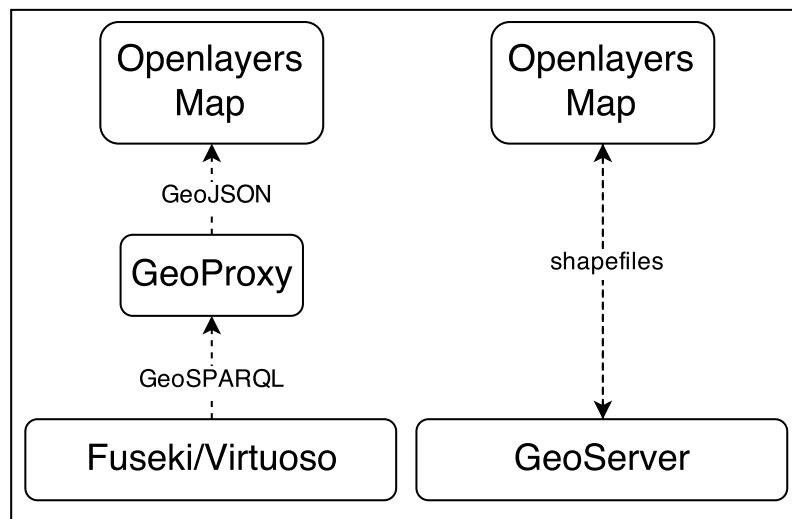 Openlayers
Map
GeoJSON
GeoProxy
GeoSPARQL
Fuseki/Virtuoso
Openlayers
Map
shapefiles
GeoServer